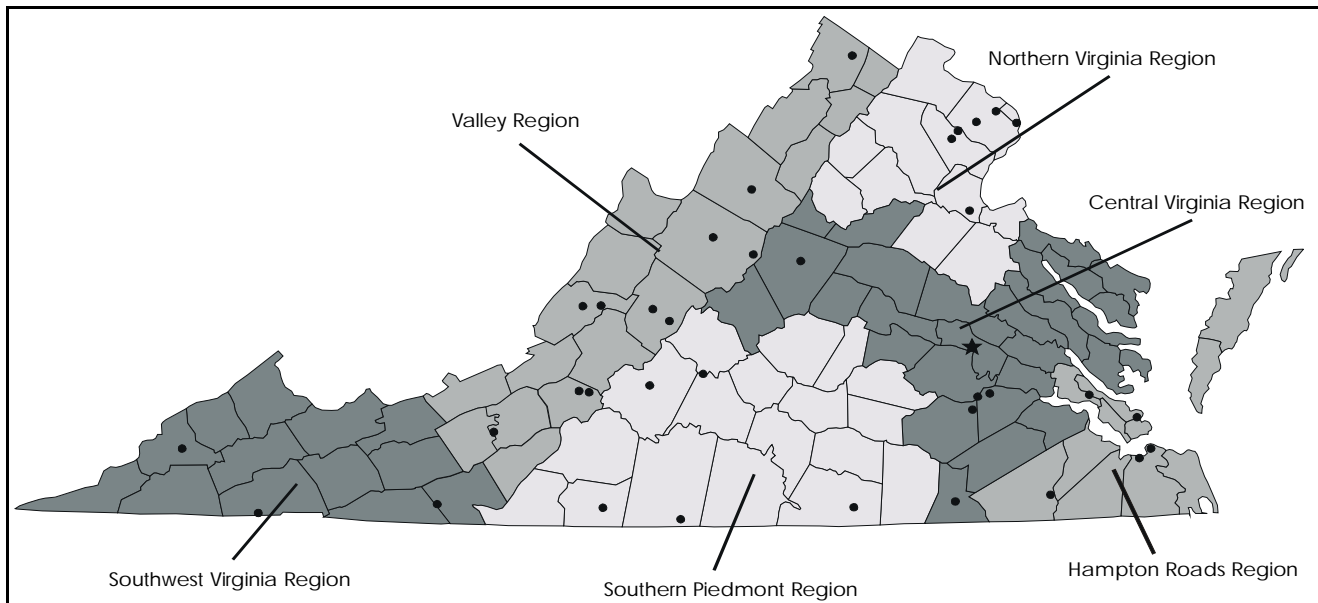 Northern Virginia Region
Valley Region
Central Virginia Region
Southwest Virginia Region
Southern Piedmont Region
Hampton Roads Region